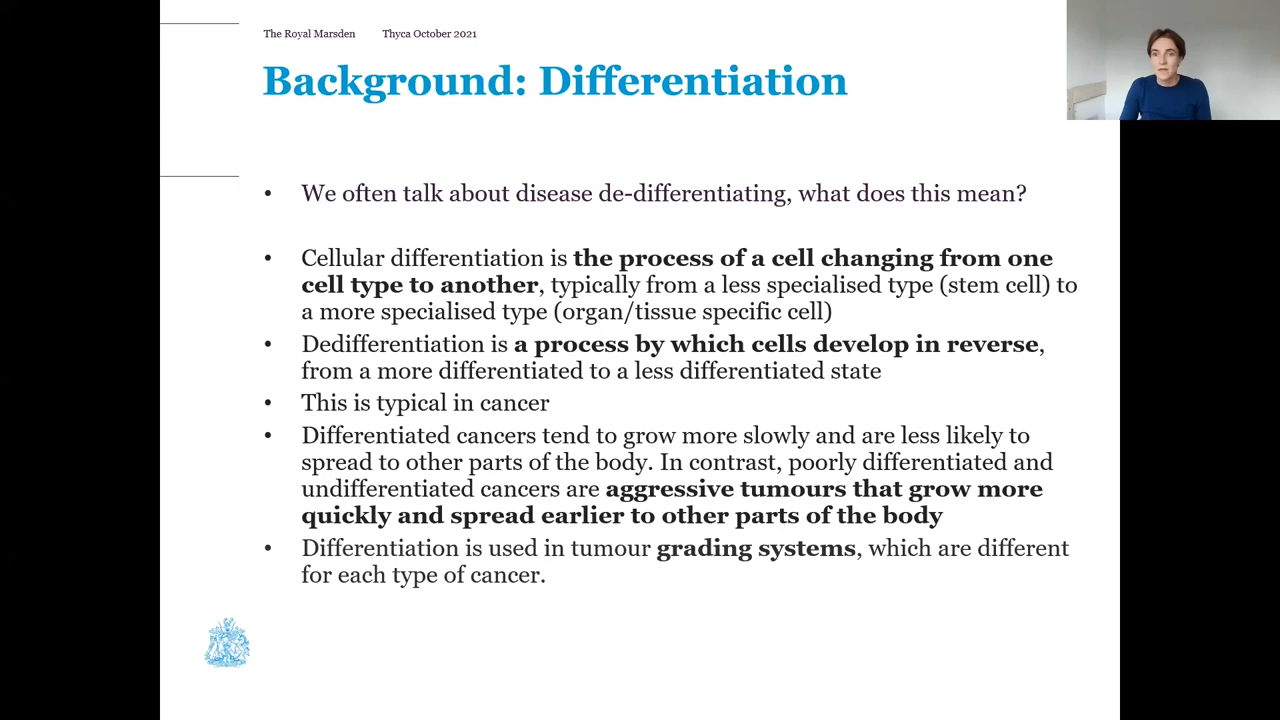 The Royal Marsden Thyca October 2021
Background: Differentiation
• We often talk about disease de-differentiating, what does this mean?
• Cellular differentiation is the process of a cell changing from one
cell type to another, typically from a less specialised type (stem cell) to
a more specialised type (organ/tissue specific cell)
• Dedifferentiation is a process by which cells develop in reverse,
from a more differentiated to a less differentiated state
• This is typical in cancer
• Differentiated cancers tend to grow more slowly and are less likely to
spread to other parts of the body. In contrast, poorly differentiated and
undifferentiated cancers are aggressive tumours that grow more
quickly and spread earlier to other parts of the body
• Differentiation is used in tumour grading systems, which are different
for each type of cancer.